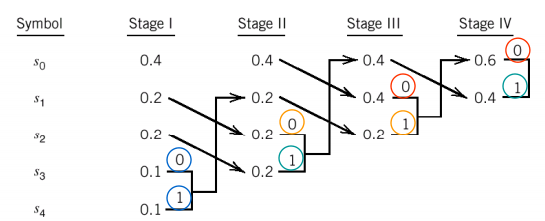 Symbol Stage I Stage II Stage III Stage IV
s0 0.4 0.4 0.4 0.6 0
s1 0.2 0.2 0.4 0 0.4 1
s2 0.2 0.2 0 0.2 1
s3 0.1 0 0.2 1
s4 0.1 1